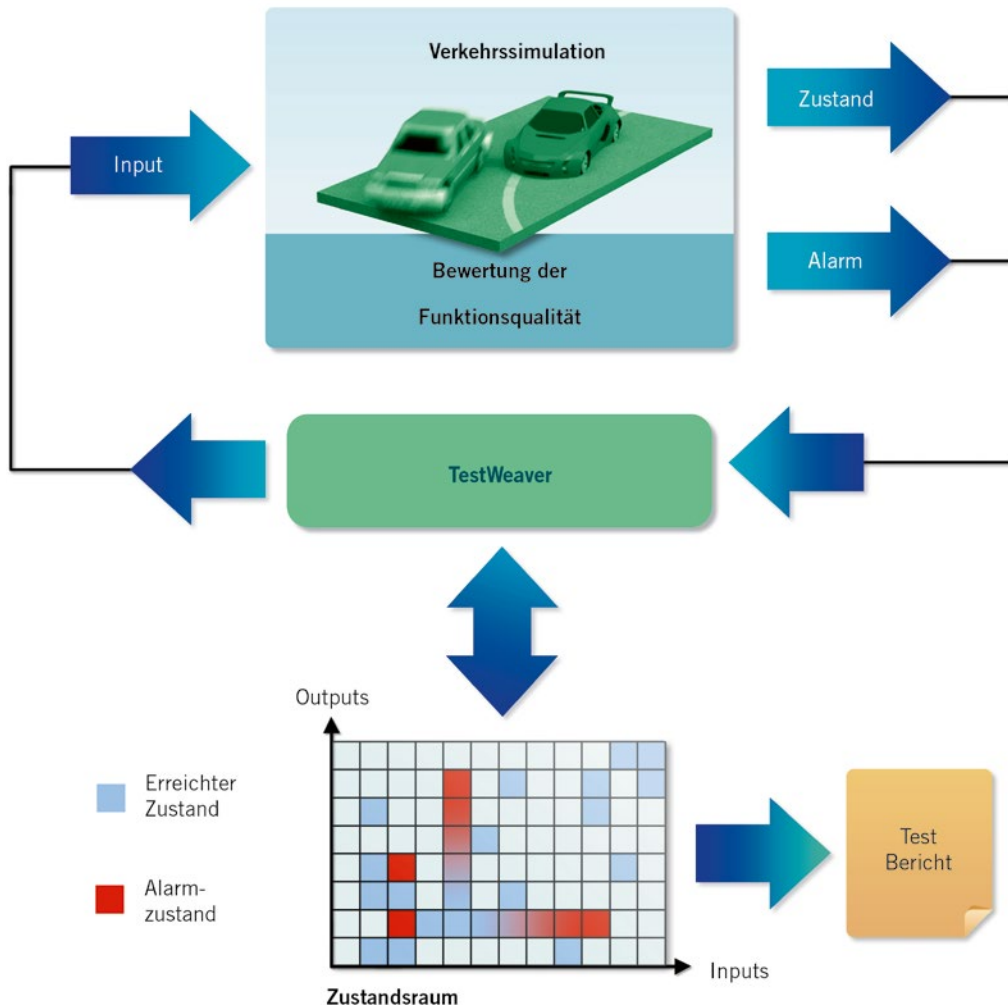 Verkehrssimulation
Zustand
Input
Alarm
Bewertung der
Funktionsqualität
TestWeaver
Outputs
Erreichter
Zustand
Alarm-
zustand
Test
Bericht
Inputs
Zustandsraum